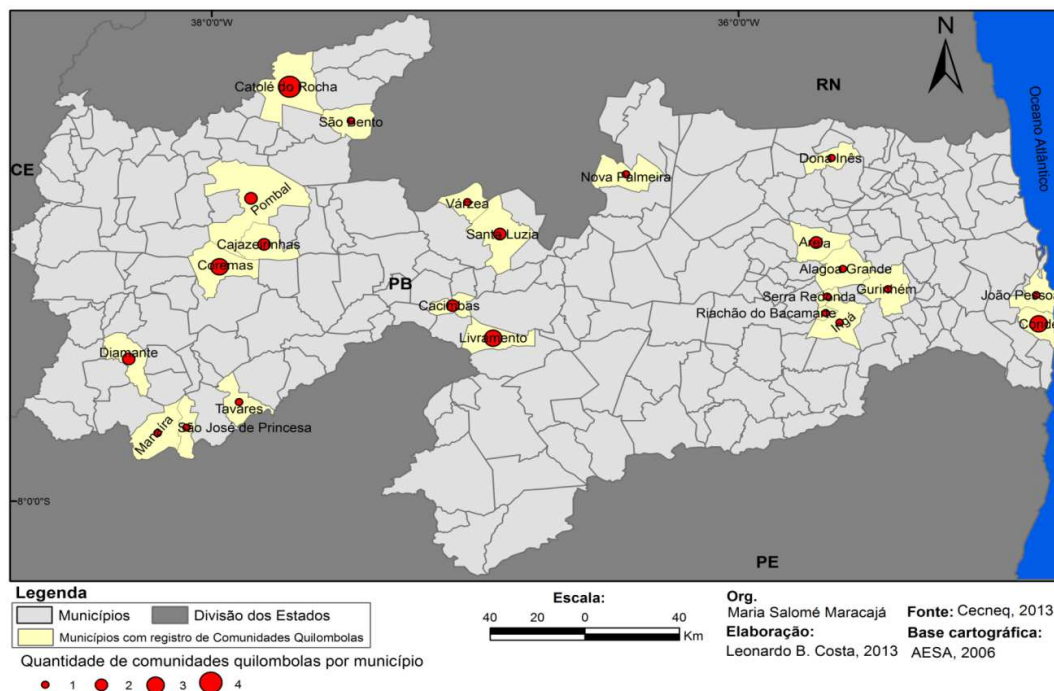 38°0'0"W
36°0'0"W
N
RN
Oceano Atlântico
CE
Catolé do Rocha
São Bento
Dona Inês
Nova Palmeira
Pombal
Várzea
Santa Luzia
Areia
Cajazeirinhas
Coremas
Alagoa Grande
PB
Gurinhém
João Pessoa
Serra Redonda
Cacimbas
Riachão do Bacamarte
Ingá
Conde
Livramento
Diamante
Tavares
São José de Princesa
Manaíra
8°0'0"S
PE
Legenda
Municípios
Divisão dos Estados
Municípios com registro de Comunidades Quilombolas
Quantidade de comunidades quilombolas por município
1 2 3 4
Escala:
40 20 0 40
Km
Org.
Maria Salomé Maracajá
Elaboração:
Leonardo B. Costa, 2013
Fonte: Cecneq, 2013
Base cartográfica:
AESA, 2006